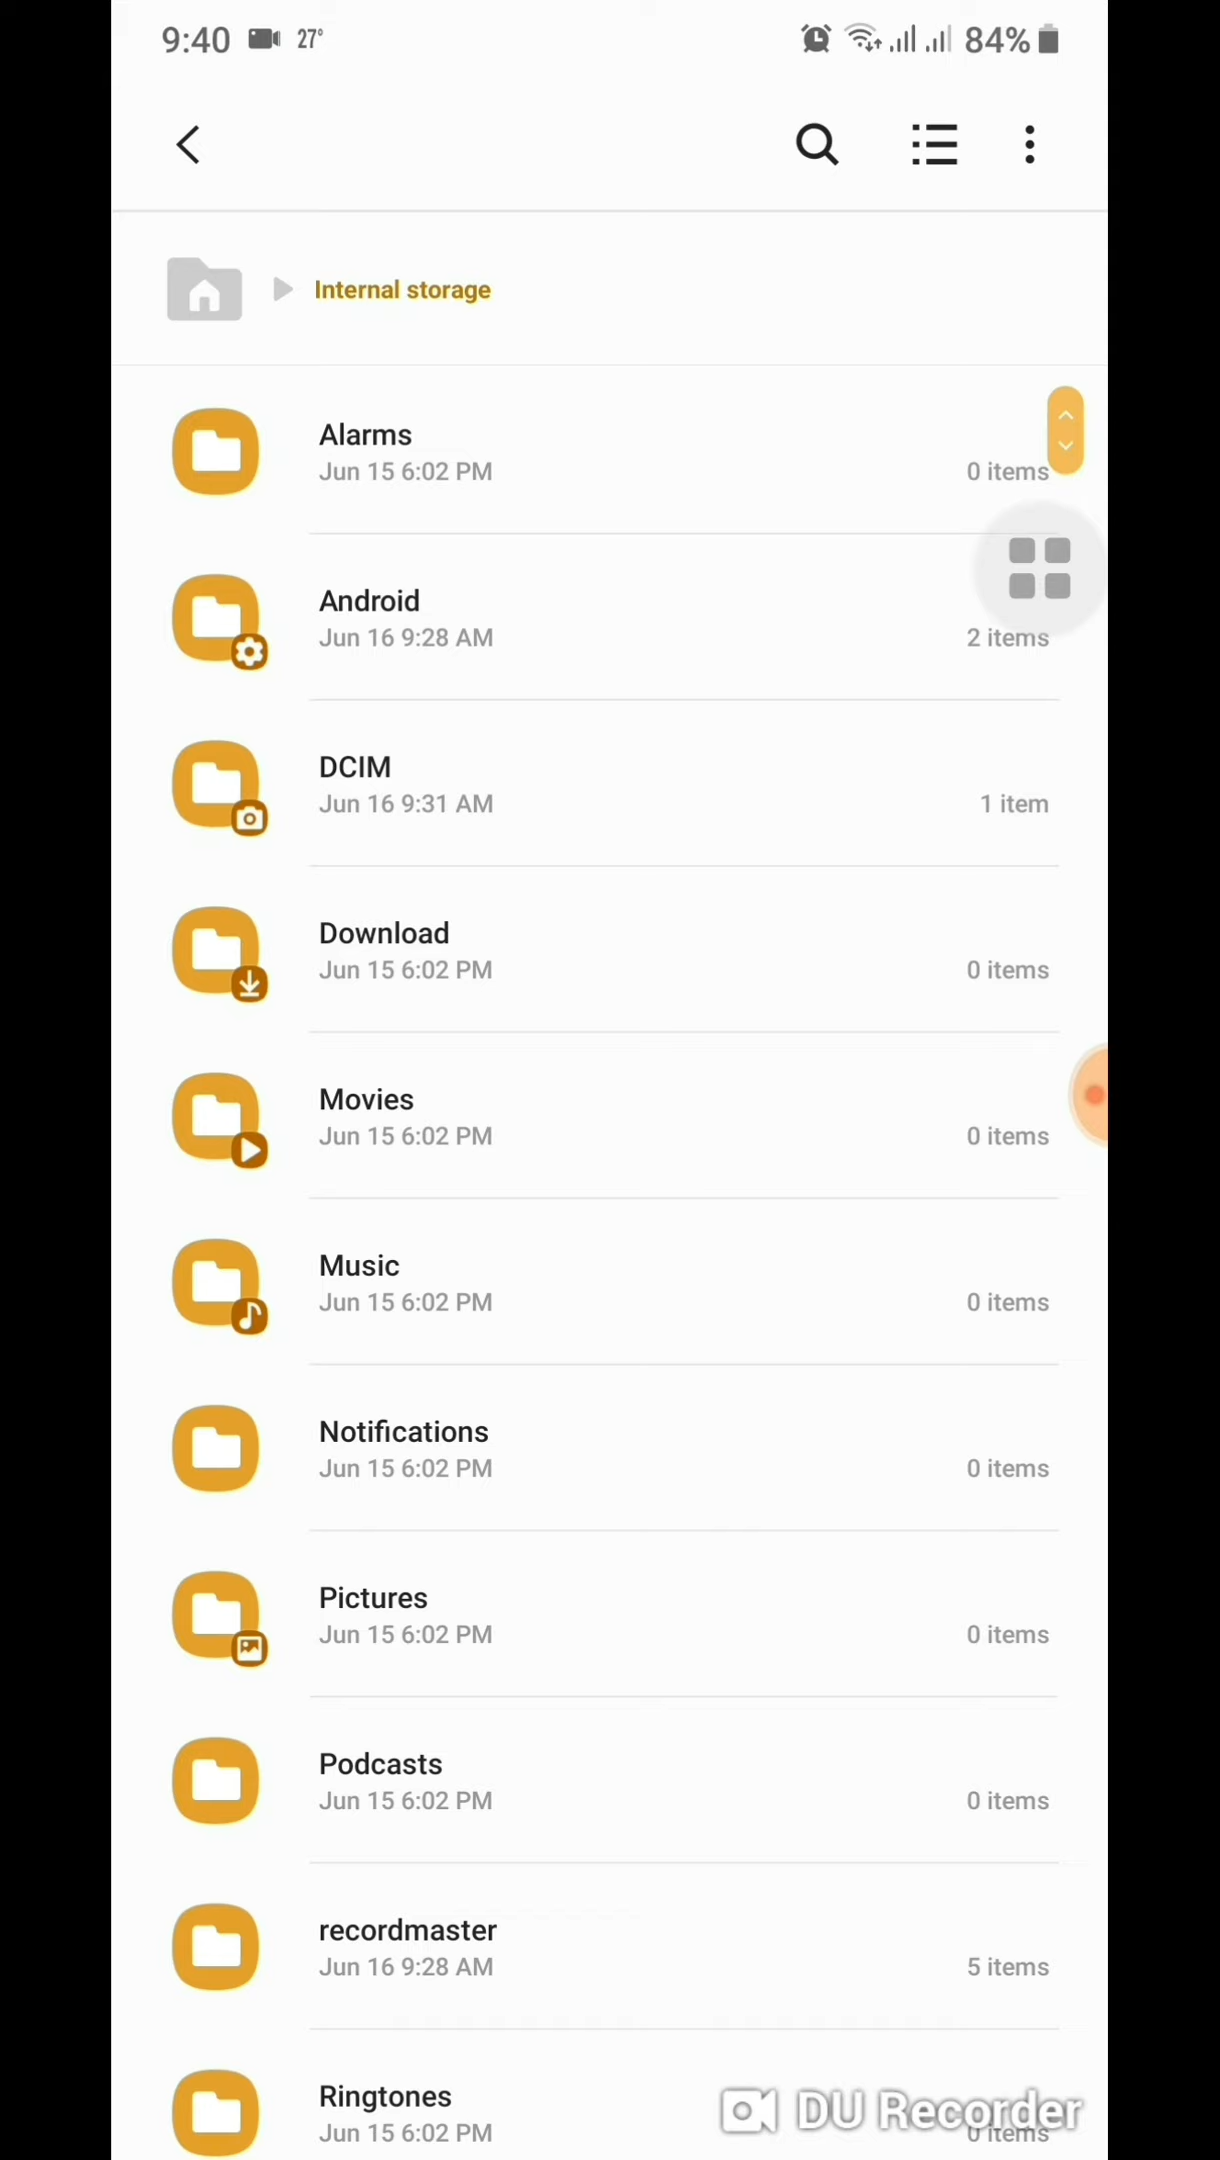 9:40 27° 84%
Internal storage
Alarms
Jun 15 6:02 PM 0 items
Android
Jun 16 9:28 AM 2 items
DCIM
Jun 16 9:31 AM 1 item
Download
Jun 15 6:02 PM 0 items
Movies
Jun 15 6:02 PM 0 items
Music
Jun 15 6:02 PM 0 items
Notifications
Jun 15 6:02 PM 0 items
Pictures
Jun 15 6:02 PM 0 items
Podcasts
Jun 15 6:02 PM 0 items
recordmaster
Jun 16 9:28 AM 5 items
Ringtones
DU Recorder
Jun 15 6:02 PM 0 items